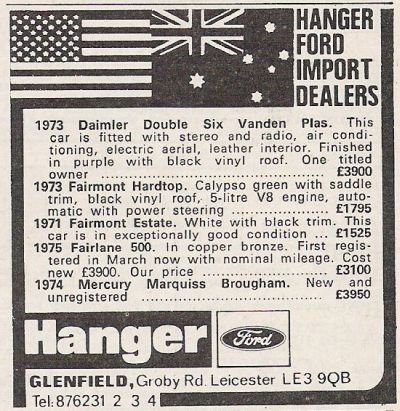 HANGER
FORD
IMPORT
DEALERS
1973 Daimler Double Six Vanden Plas. This
car is fitted with stereo and radio, air condi-
tioning, electric aerial, leather interior. Finished
in purple with black vinyl roof. One titled
owner .................................... £3900
1973 Fairmont Hardtop. Calypso green with saddle
trim, black vinyl roof, 5-litre V8 engine, auto-
matic with power steering .................. £1795
1971 Fairmont Estate. White with black trim. This
car is in exceptionally good condition ... £1525
1975 Fairlane 500. In copper bronze. First regis-
tered in March now with nominal mileage. Cost
new £3900. Our price .................. £3100
1974 Mercury Marquiss Brougham. New and
unregistered .............................. £3950
Hanger
Ford
GLENFIELD, Groby Rd. Leicester LE3 9QB
Tel: 876231 2 3 4